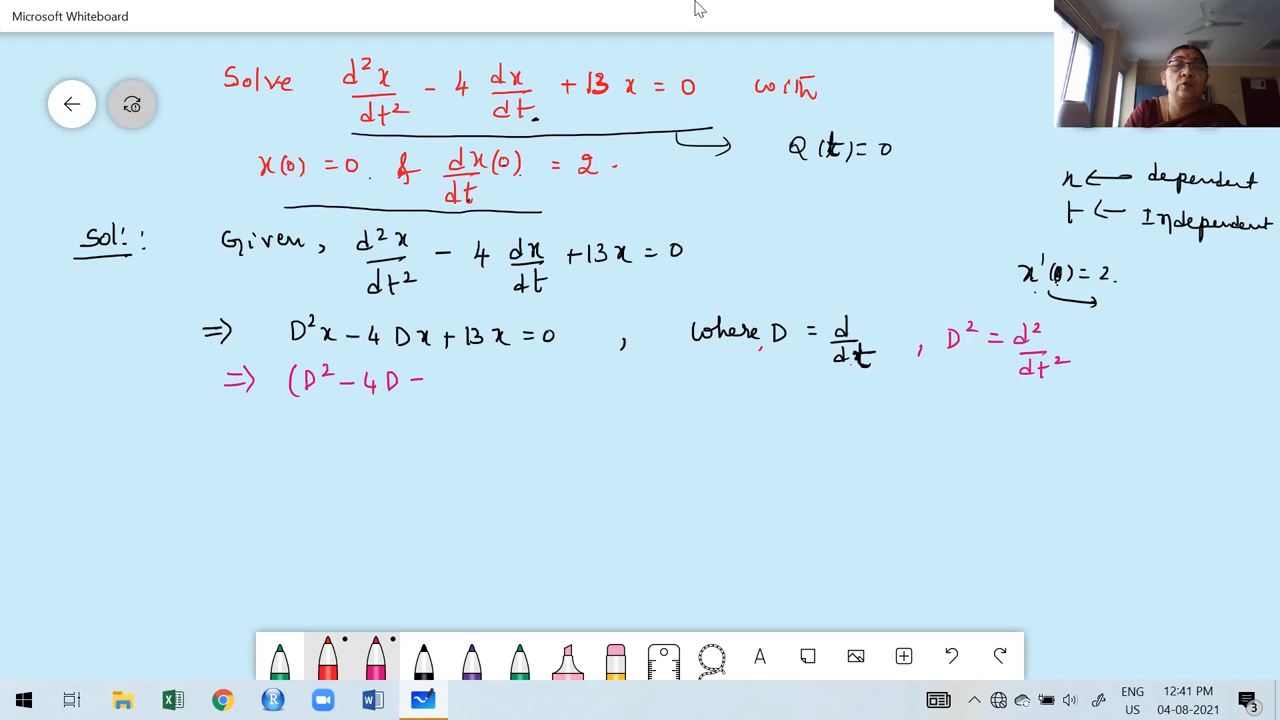 Microsoft Whiteboard
Solve d²x/dt² - 4 dx/dt + 13 x = 0 with
Q(t) = 0
x(0) = 0 & dx(0)/dt = 2.
x ← dependent
t ← Independent
Sol:: Given, d²x/dt² - 4 dx/dt + 13x = 0
x'(0) = 2.
⇒ D²x - 4 Dx + 13x = 0, where, D = d/dt, D² = d²/dt²
⇒ (D² - 4D -
A
ENG
US
12:41 PM
04-08-2021
3